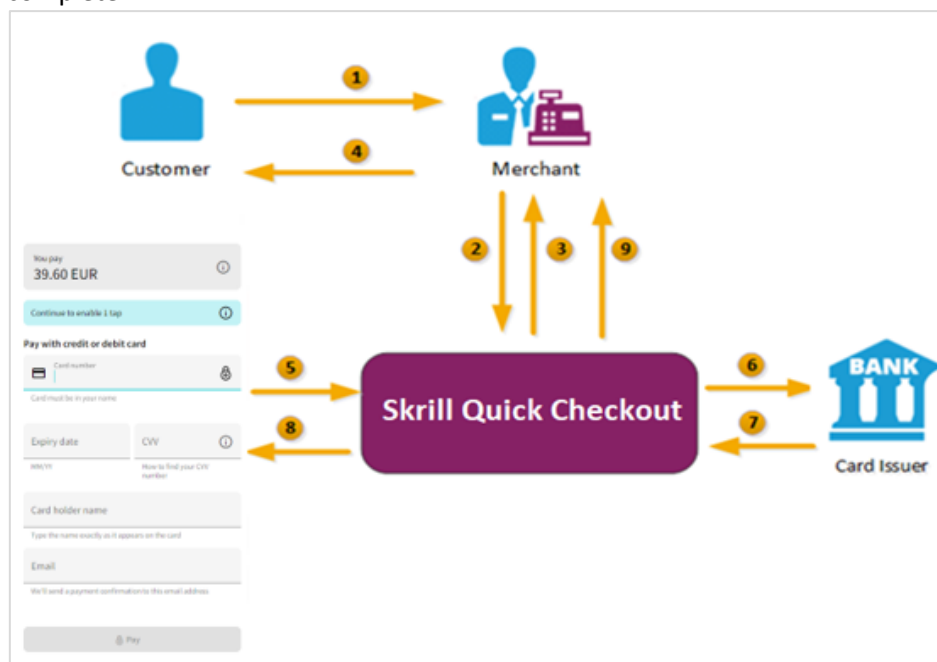 1
Customer
4
Merchant
2
3
9
You pay
39.60 EUR
Continue to enable 1 tap
Pay with credit or debit card
Card number
Card must be in your name
Expiry date
CVV
MM/YY
How to find your CVV
number
Card holder name
Type the name exactly as it appears on the card
Email
We'll send a payment confirmation to this email address
Pay
5
8
Skrill Quick Checkout
6
7
BANK
Card Issuer